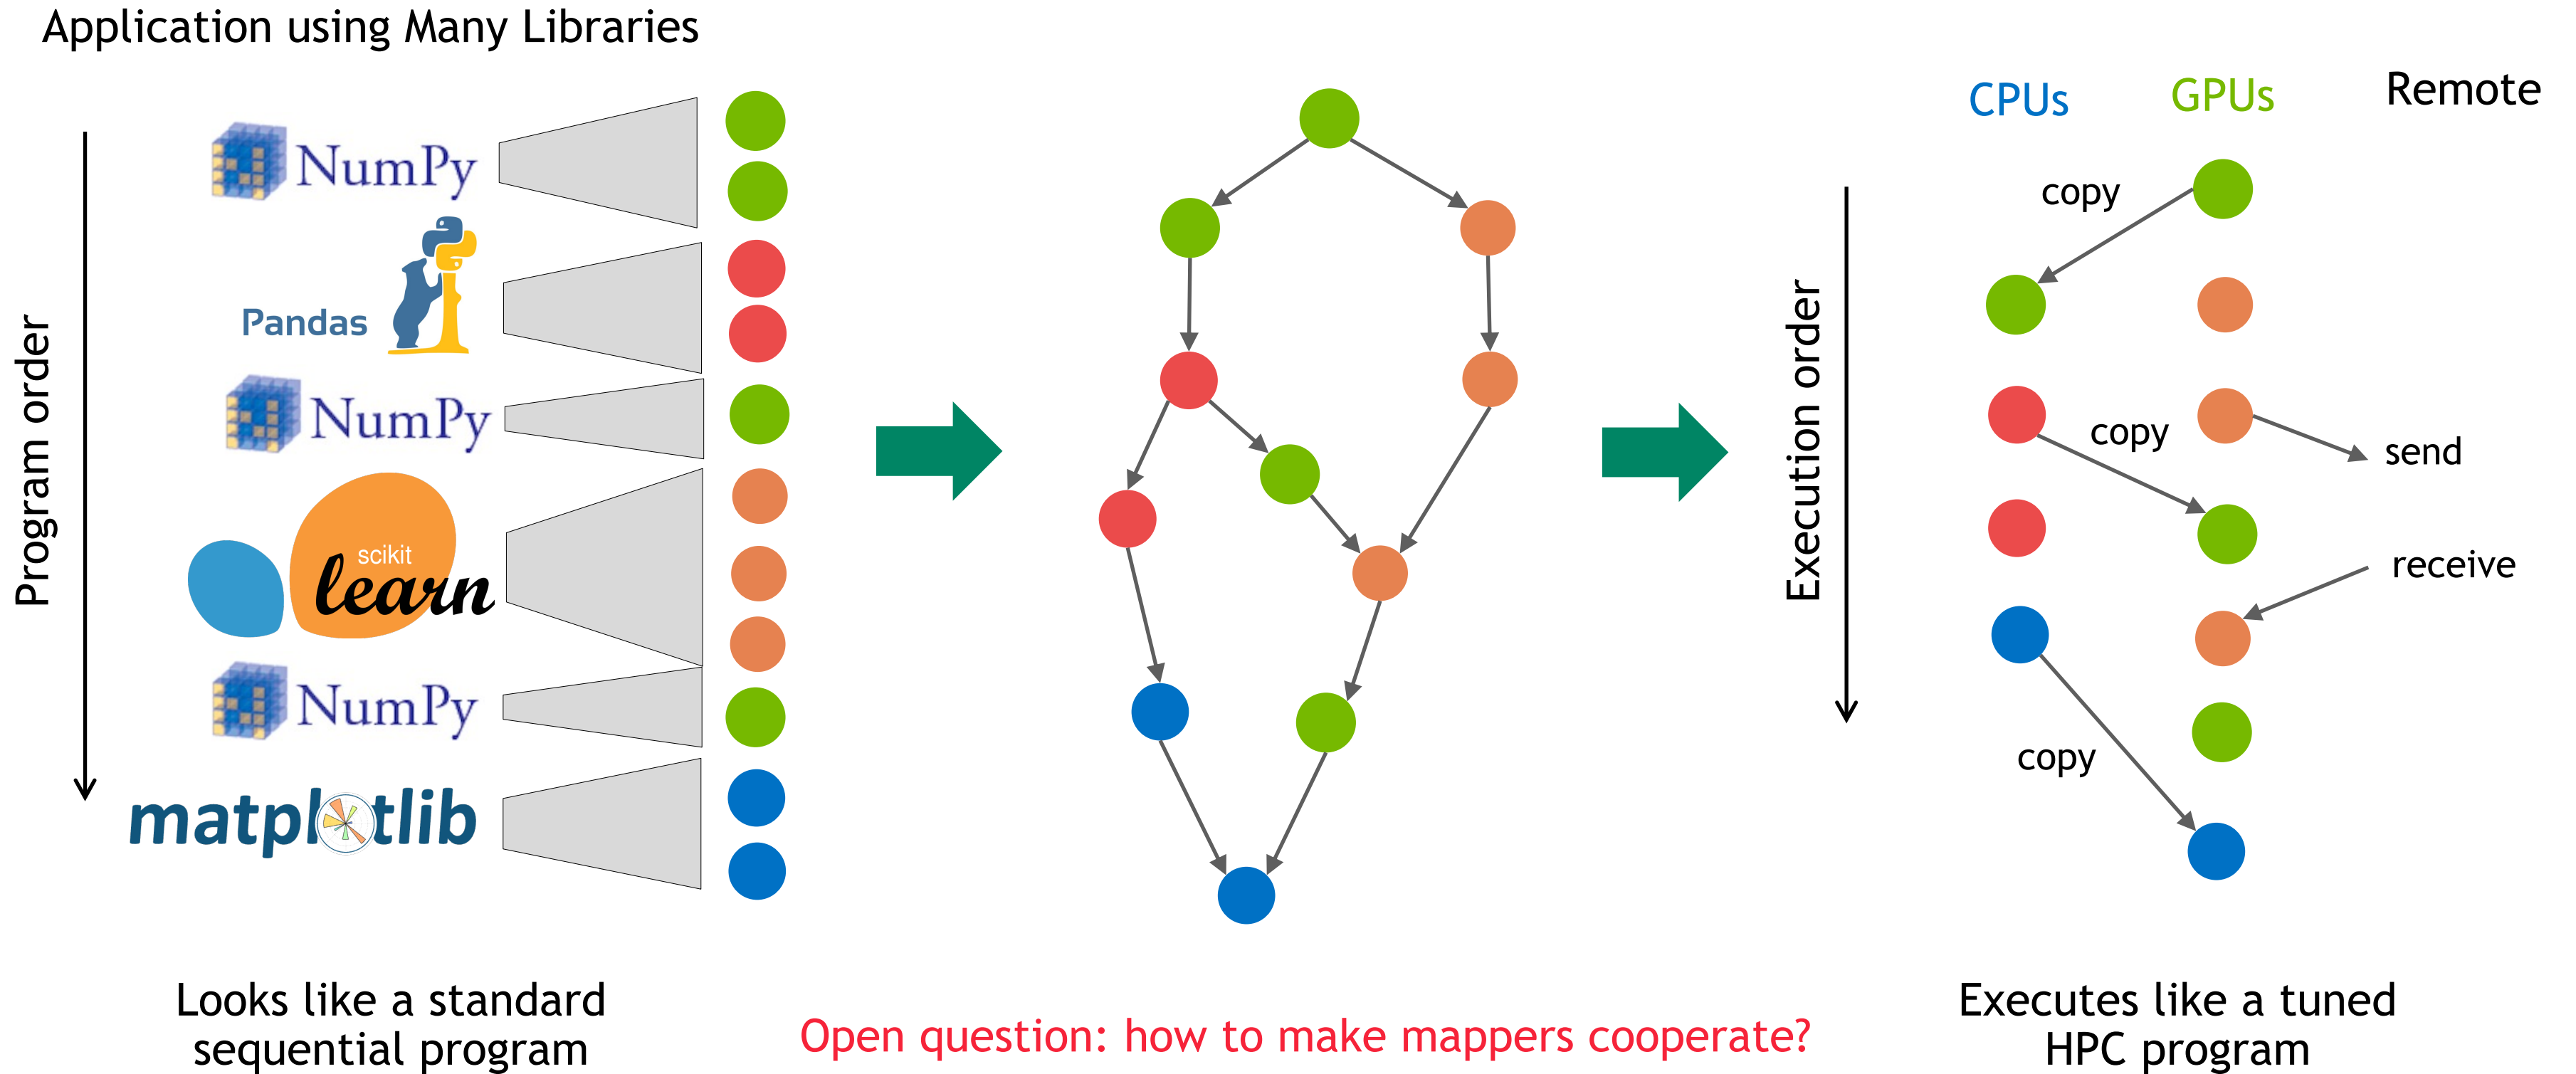 Application using Many Libraries
Program order
NumPy
Pandas
NumPy
scikit
learn
NumPy
matplotlib
Looks like a standard
sequential program
Open question: how to make mappers cooperate?
CPUs
GPUs
Remote
Execution order
copy
copy
send
receive
copy
Executes like a tuned
HPC program